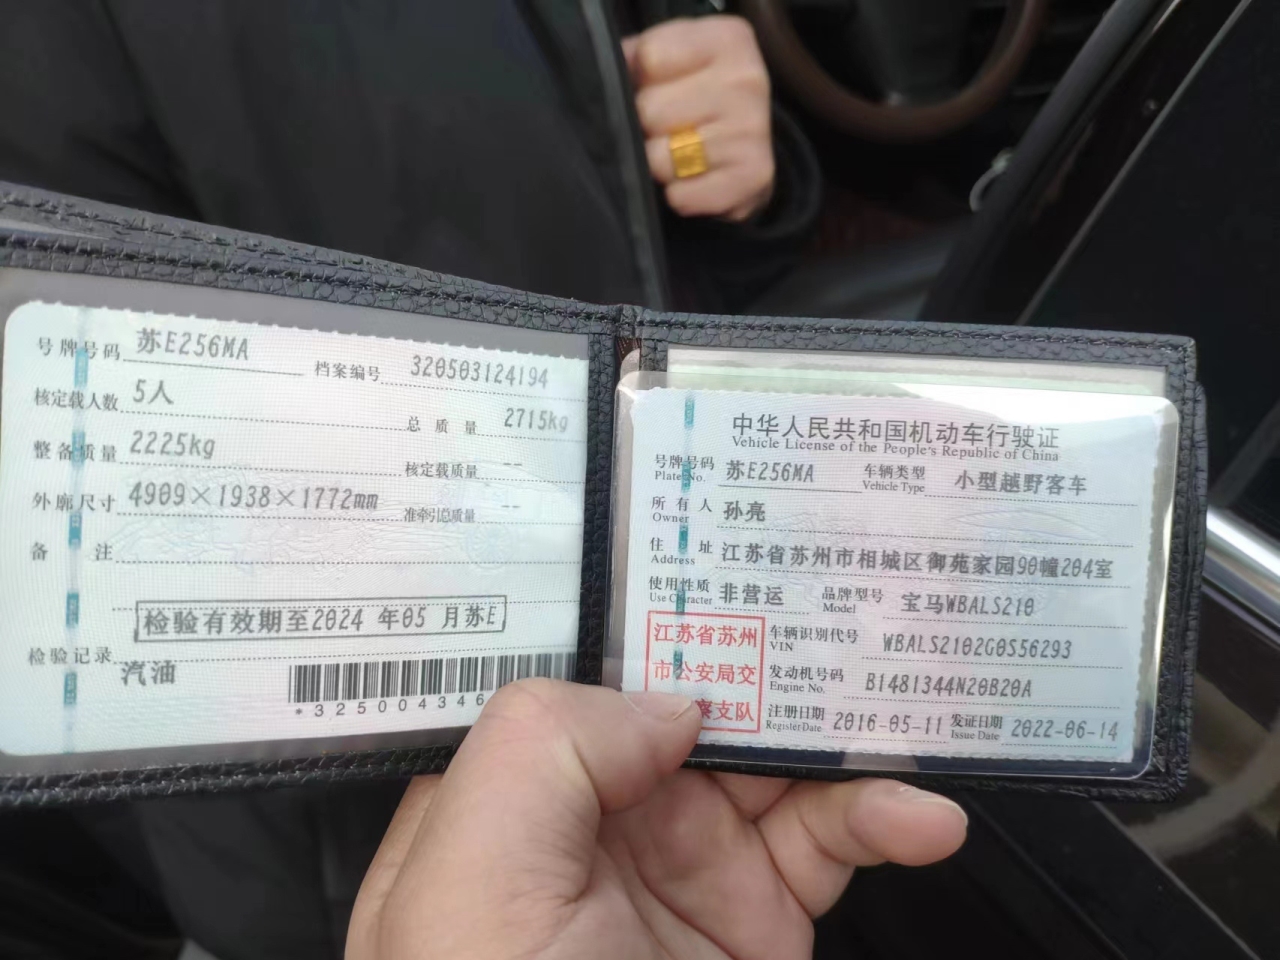 号牌号码 苏E256MA 档案编号 320503124194
核定载人数 5人 总质量 2715kg
整备质量 2225kg 核定载质量 --
外廓尺寸 4909×1938×1772mm 准牵引总质量 --
备注
检验有效期至2024 年05 月苏E
检验记录
汽油
*325004346
中华人民共和国机动车行驶证
Vehicle License of the People's Republic of China
号牌号码 苏E256MA 车辆类型 小型越野客车
Plate No. Vehicle Type
所有人 孙亮
Owner
住址 江苏省苏州市相城区御苑家园90幢204室
Address
使用性质 非营运 品牌型号 宝马WBALS210
Use Character Model
江苏省苏州
市公安局交
察支队
车辆识别代号 WBALS2102G0S56293
VIN
发动机号码 B1481344N20B20A
Engine No.
注册日期 2016-05-11 发证日期 2022-06-14
Register Date Issue Date